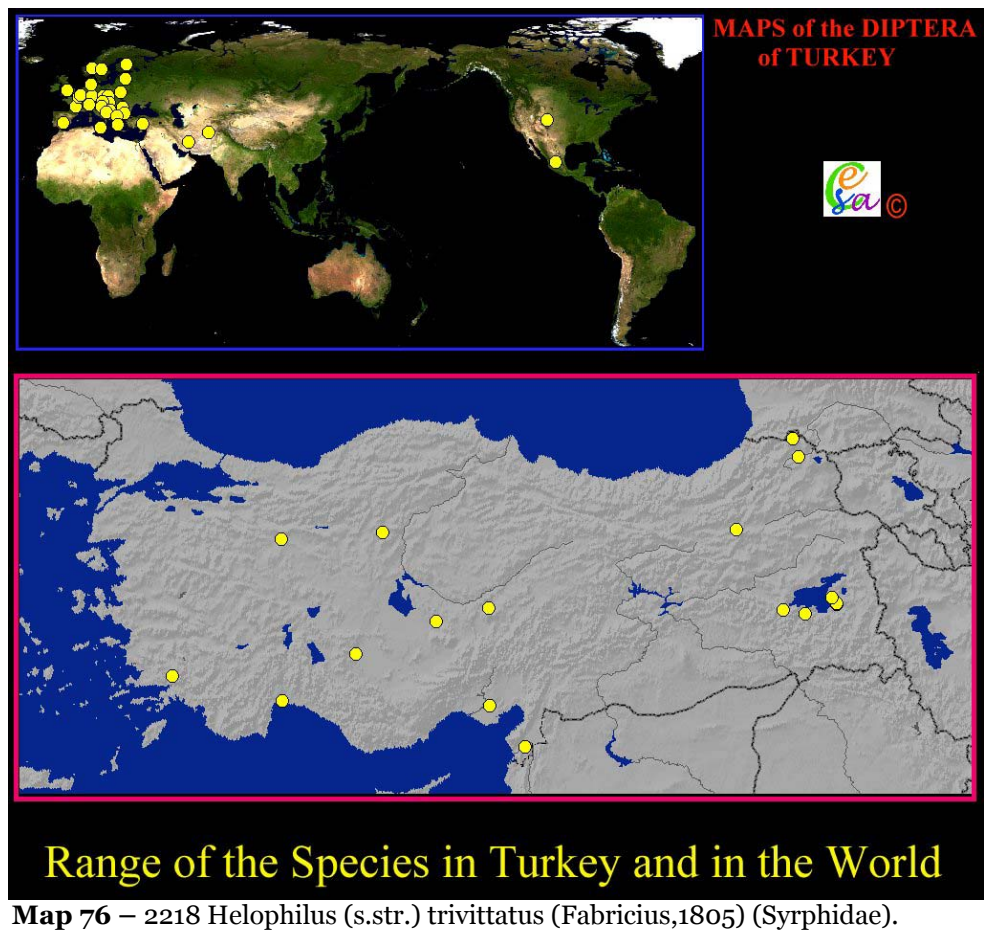 MAPS of the DIPTERA
of TURKEY
Cesa ©
Range of the Species in Turkey and in the World
Map 76 – 2218 Helophilus (s.str.) trivittatus (Fabricius,1805) (Syrphidae).